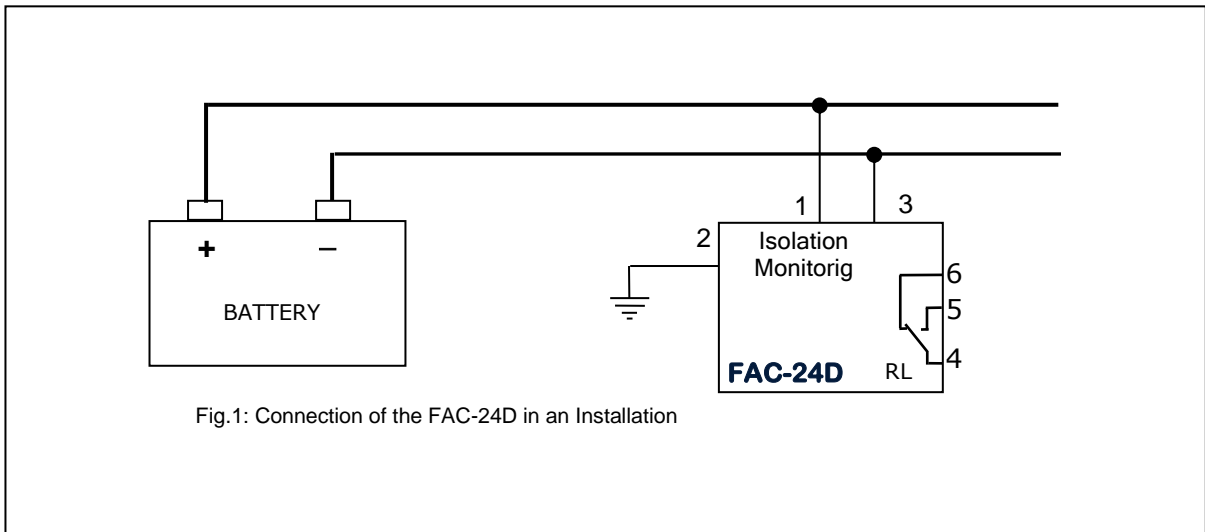 1
3
2
Isolation
Monitorig
6
5
4
+
–
BATTERY
FAC-24D
RL
Fig.1: Connection of the FAC-24D in an Installation